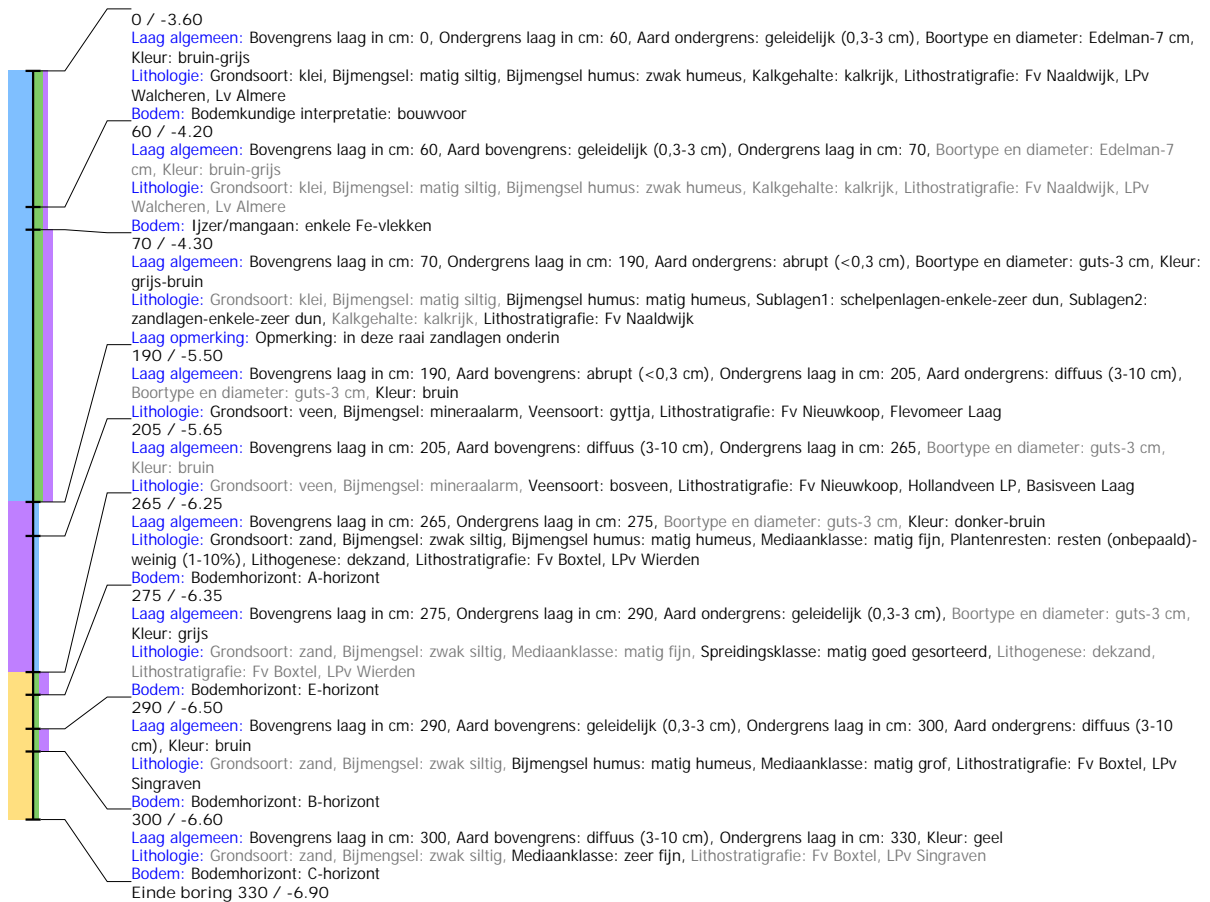 0 / -3.60
Laag algemeen: Bovengrens laag in cm: 0, Ondergrens laag in cm: 60, Aard ondergrens: geleidelijk (0,3-3 cm), Boortype en diameter: Edelman-7 cm,
Kleur: bruin-grijs
Lithologie: Grondsoort: klei, Bijmengsel: matig siltig, Bijmengsel humus: zwak humeus, Kalkgehalte: kalkrijk, Lithostratigrafie: Fv Naaldwijk, LPv
Walcheren, Lv Almere
Bodem: Bodemkundige interpretatie: bouwvoor
60 / -4.20
Laag algemeen: Bovengrens laag in cm: 60, Aard bovengrens: geleidelijk (0,3-3 cm), Ondergrens laag in cm: 70, Boortype en diameter: Edelman-7
cm, Kleur: bruin-grijs
Lithologie: Grondsoort: klei, Bijmengsel: matig siltig, Bijmengsel humus: zwak humeus, Kalkgehalte: kalkrijk, Lithostratigrafie: Fv Naaldwijk, LPv
Walcheren, Lv Almere
Bodem: Ijzer/mangaan: enkele Fe-vlekken
70 / -4.30
Laag algemeen: Bovengrens laag in cm: 70, Ondergrens laag in cm: 190, Aard ondergrens: abrupt (<0,3 cm), Boortype en diameter: guts-3 cm, Kleur:
grijs-bruin
Lithologie: Grondsoort: klei, Bijmengsel: matig siltig, Bijmengsel humus: matig humeus, Sublagen1: schelpenlagen-enkele-zeer dun, Sublagen2:
zandlagen-enkele-zeer dun, Kalkgehalte: kalkrijk, Lithostratigrafie: Fv Naaldwijk
Laag opmerking: Opmerking: in deze raai zandlagen onderin
190 / -5.50
Laag algemeen: Bovengrens laag in cm: 190, Aard bovengrens: abrupt (<0,3 cm), Ondergrens laag in cm: 205, Aard ondergrens: diffuus (3-10 cm),
Boortype en diameter: guts-3 cm, Kleur: bruin
Lithologie: Grondsoort: veen, Bijmengsel: mineraalarm, Veensoort: gyttja, Lithostratigrafie: Fv Nieuwkoop, Flevomeer Laag
205 / -5.65
Laag algemeen: Bovengrens laag in cm: 205, Aard bovengrens: diffuus (3-10 cm), Ondergrens laag in cm: 265, Boortype en diameter: guts-3 cm,
Kleur: bruin
Lithologie: Grondsoort: veen, Bijmengsel: mineraalarm, Veensoort: bosveen, Lithostratigrafie: Fv Nieuwkoop, Hollandveen LP, Basisveen Laag
265 / -6.25
Laag algemeen: Bovengrens laag in cm: 265, Ondergrens laag in cm: 275, Boortype en diameter: guts-3 cm, Kleur: donker-bruin
Lithologie: Grondsoort: zand, Bijmengsel: zwak siltig, Bijmengsel humus: matig humeus, Mediaanklasse: matig fijn, Plantenresten: resten (onbepaald)-
weinig (1-10%), Lithogenese: dekzand, Lithostratigrafie: Fv Boxtel, LPv Wierden
Bodem: Bodemhorizont: A-horizont
275 / -6.35
Laag algemeen: Bovengrens laag in cm: 275, Ondergrens laag in cm: 290, Aard ondergrens: geleidelijk (0,3-3 cm), Boortype en diameter: guts-3 cm,
Kleur: grijs
Lithologie: Grondsoort: zand, Bijmengsel: zwak siltig, Mediaanklasse: matig fijn, Spreidingsklasse: matig goed gesorteerd, Lithogenese: dekzand,
Lithostratigrafie: Fv Boxtel, LPv Wierden
Bodem: Bodemhorizont: E-horizont
290 / -6.50
Laag algemeen: Bovengrens laag in cm: 290, Aard bovengrens: geleidelijk (0,3-3 cm), Ondergrens laag in cm: 300, Aard ondergrens: diffuus (3-10
cm), Kleur: bruin
Lithologie: Grondsoort: zand, Bijmengsel: zwak siltig, Bijmengsel humus: matig humeus, Mediaanklasse: matig grof, Lithostratigrafie: Fv Boxtel, LPv
Singraven
Bodem: Bodemhorizont: B-horizont
300 / -6.60
Laag algemeen: Bovengrens laag in cm: 300, Aard bovengrens: diffuus (3-10 cm), Ondergrens laag in cm: 330, Kleur: geel
Lithologie: Grondsoort: zand, Bijmengsel: zwak siltig, Mediaanklasse: zeer fijn, Lithostratigrafie: Fv Boxtel, LPv Singraven
Bodem: Bodemhorizont: C-horizont
Einde boring 330 / -6.90